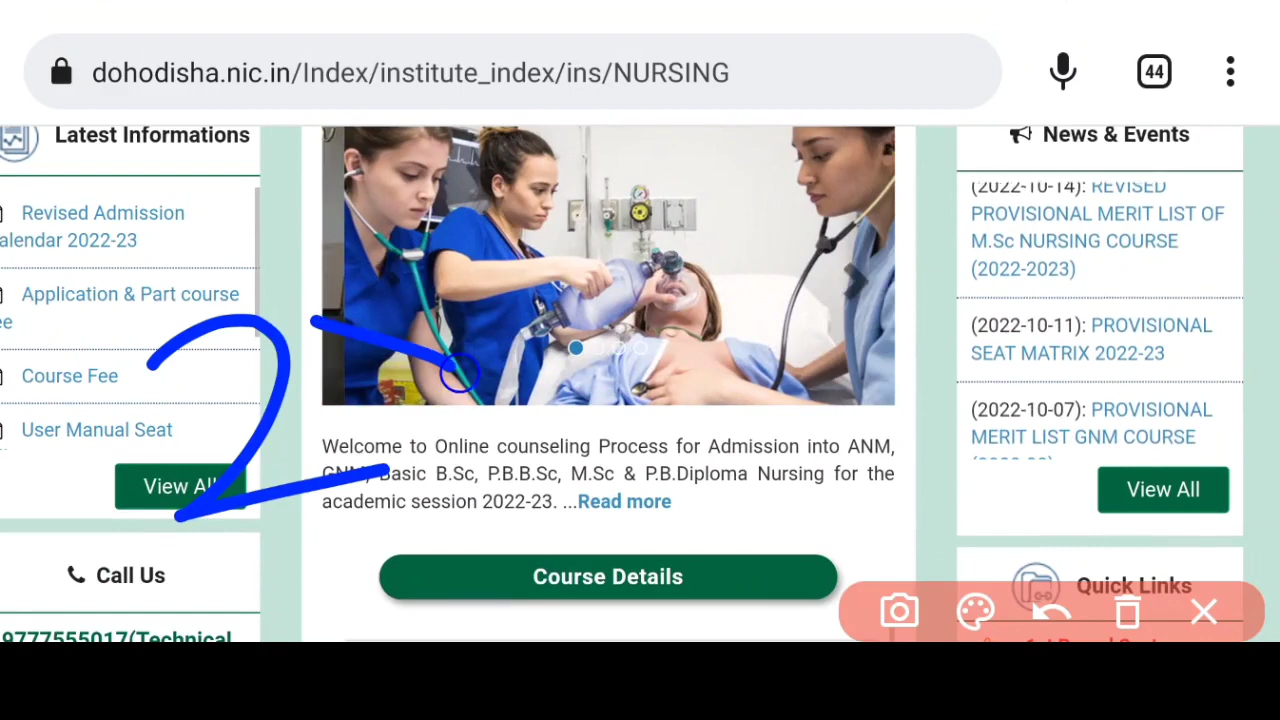 dohodisha.nic.in/Index/institute_index/ins/NURSING
44
Latest Informations
Revised Admission
alendar 2022-23
Application & Part course
ee
Course Fee
User Manual Seat
View All
Call Us
9777555017(Technical
2
Welcome to Online counseling Process for Admission into ANM,
GNM, Basic B.Sc, P.B.B.Sc, M.Sc & P.B.Diploma Nursing for the
academic session 2022-23. ...Read more
Course Details
News & Events
(2022-10-14): REVISED
PROVISIONAL MERIT LIST OF
M.Sc NURSING COURSE
(2022-2023)
(2022-10-11): PROVISIONAL
SEAT MATRIX 2022-23
(2022-10-07): PROVISIONAL
MERIT LIST GNM COURSE
View All
Quick Links